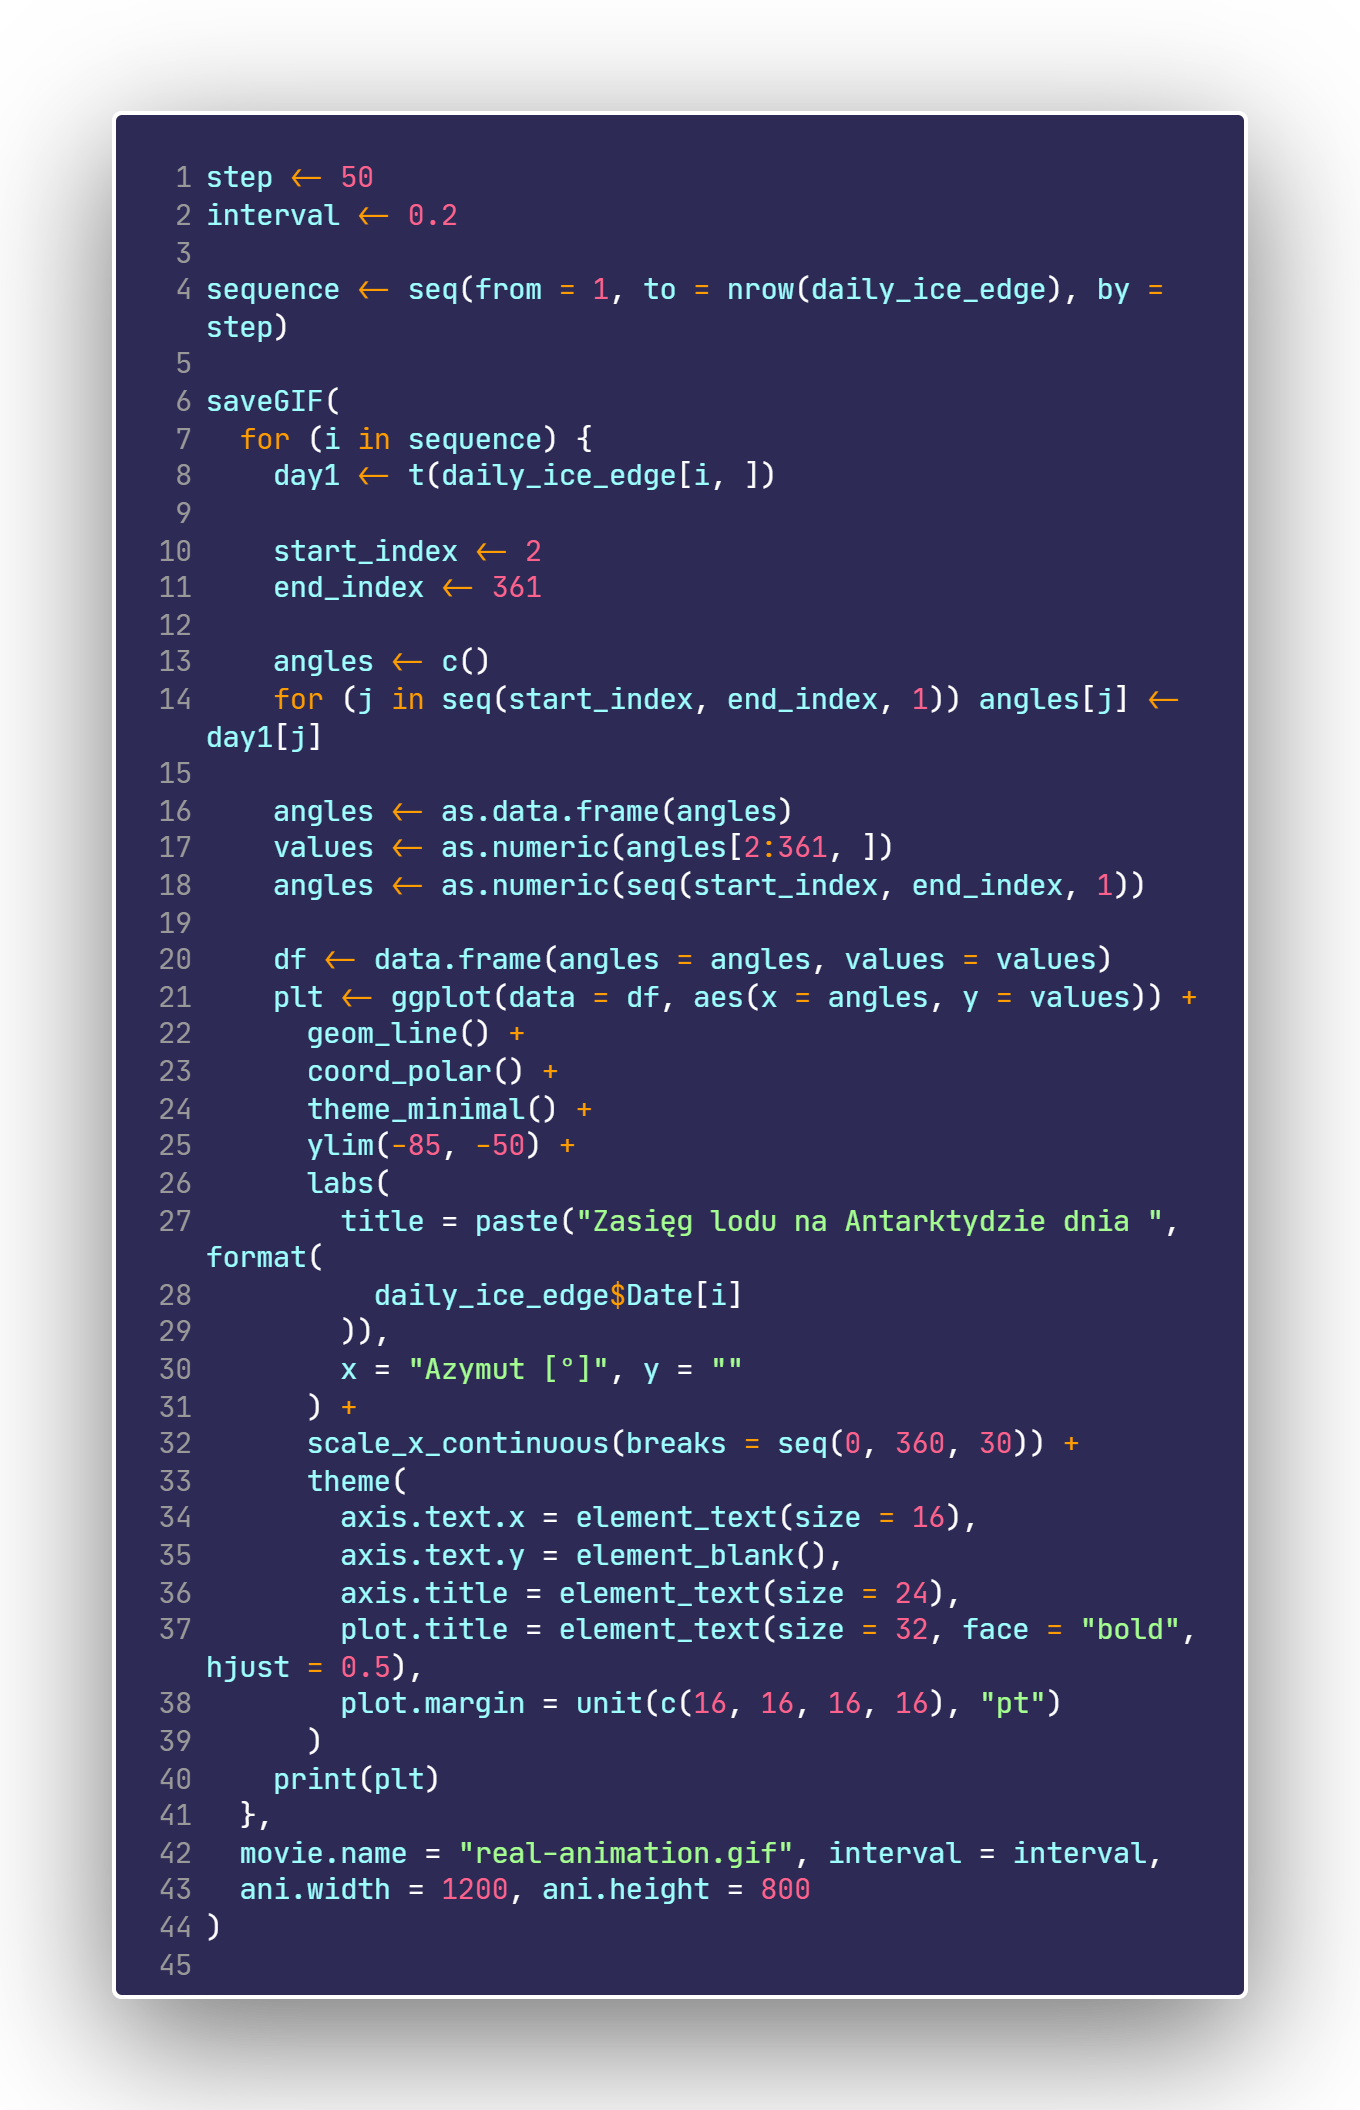 1 step <- 50
2 interval <- 0.2
3
4 sequence <- seq(from = 1, to = nrow(daily_ice_edge), by =
step)
5
6 saveGIF(
7   for (i in sequence) {
8     day1 <- t(daily_ice_edge[i, ])
9
10     start_index <- 2
11     end_index <- 361
12
13     angles <- c()
14     for (j in seq(start_index, end_index, 1)) angles[j] <-
day1[j]
15
16     angles <- as.data.frame(angles)
17     values <- as.numeric(angles[2:361, ])
18     angles <- as.numeric(seq(start_index, end_index, 1))
19
20     df <- data.frame(angles = angles, values = values)
21     plt <- ggplot(data = df, aes(x = angles, y = values)) +
22       geom_line() +
23       coord_polar() +
24       theme_minimal() +
25       ylim(-85, -50) +
26       labs(
27         title = paste("Zasięg lodu na Antarktydzie dnia ",
format(
28           daily_ice_edge$Date[i]
29         )),
30         x = "Azymut [°]", y = ""
31       ) +
32       scale_x_continuous(breaks = seq(0, 360, 30)) +
33       theme(
34         axis.text.x = element_text(size = 16),
35         axis.text.y = element_blank(),
36         axis.title = element_text(size = 24),
37         plot.title = element_text(size = 32, face = "bold",
hjust = 0.5),
38         plot.margin = unit(c(16, 16, 16, 16), "pt")
39       )
40     print(plt)
41   },
42   movie.name = "real-animation.gif", interval = interval,
43   ani.width = 1200, ani.height = 800
44 )
45